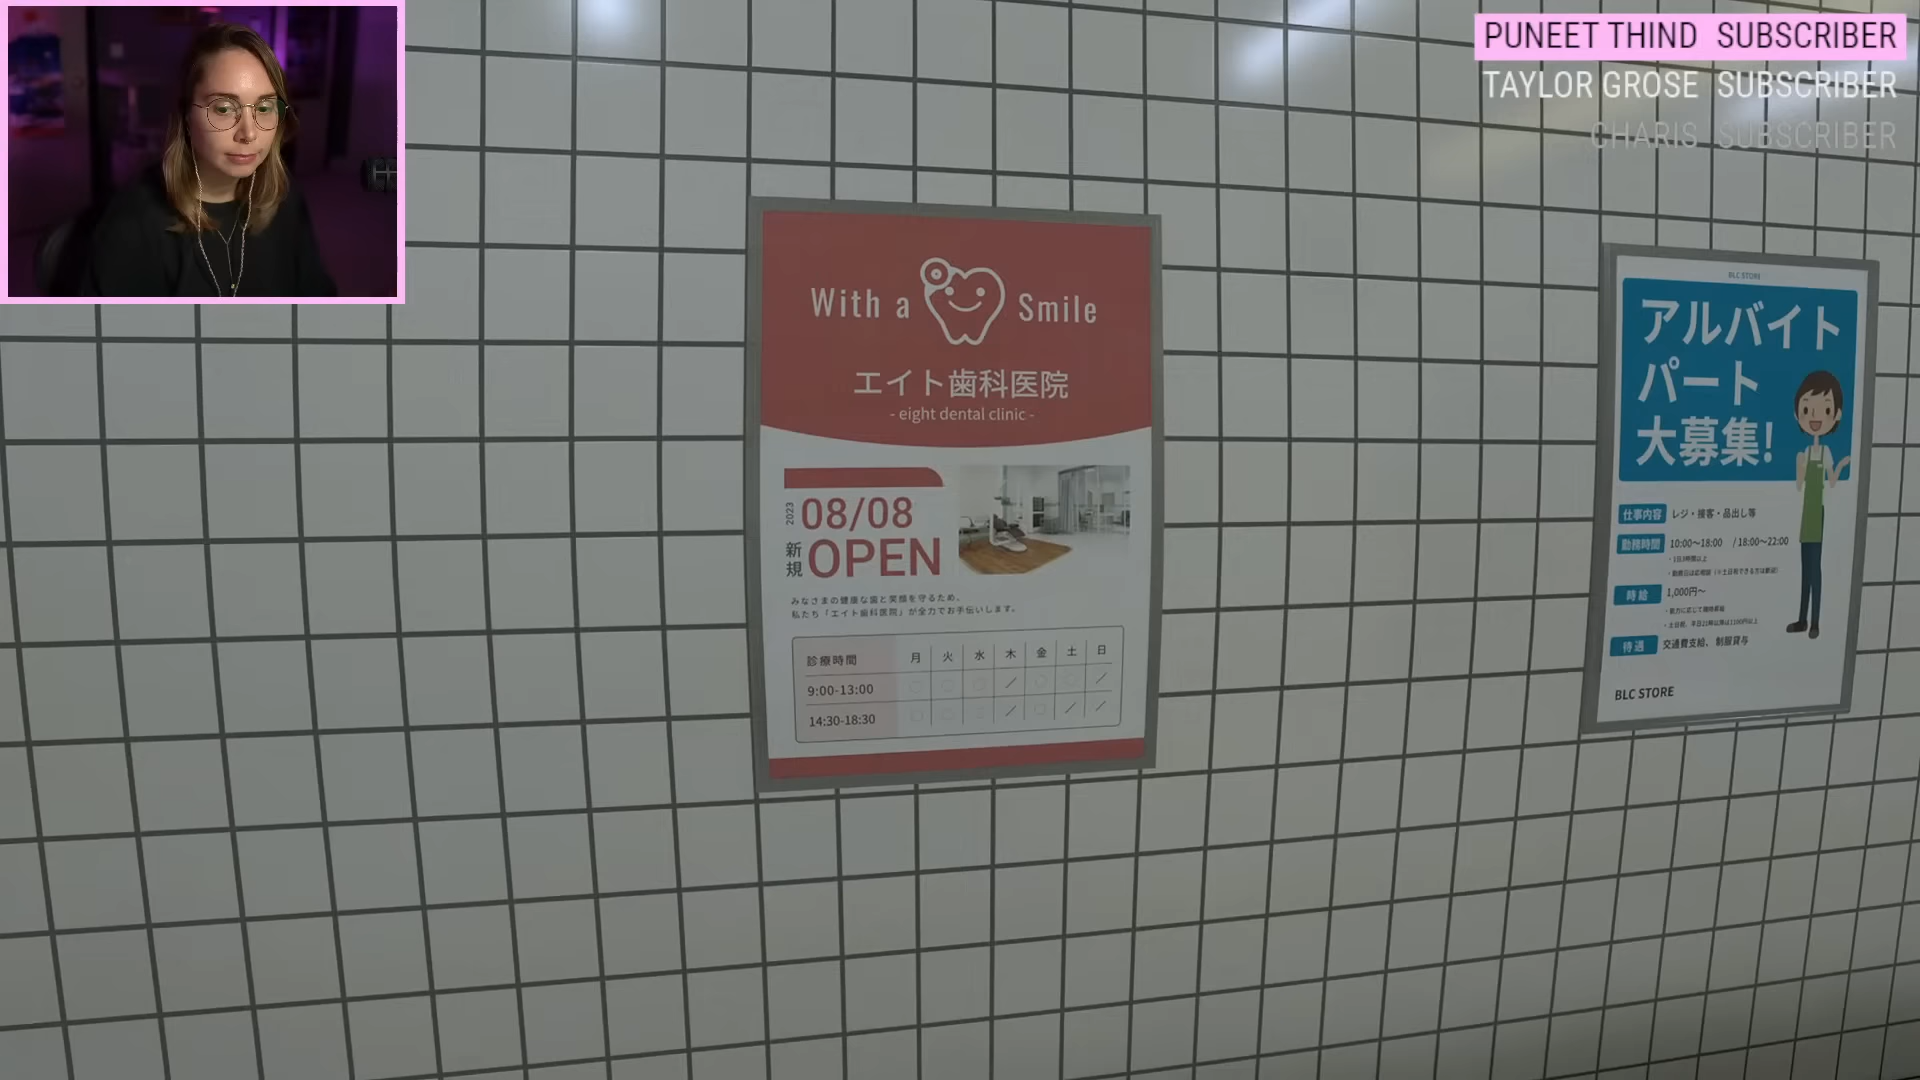 PUNEET THIND SUBSCRIBER
TAYLOR GROSE SUBSCRIBER
CHARIS SUBSCRIBER
With a Smile
エイト歯科医院
- eight dental clinic -
2023
08/08
新規
OPEN
みなさまの健康な歯と笑顔を守るため、
私たち「エイト歯科医院」が全力でお手伝いします。
診療時間 月 火 水 木 金 土 日
9:00-13:00 ○ ○ ○ / ○ ○ /
14:30-18:30 ○ ○ ○ / ○ / /
BLC STORE
アルバイト
パート
大募集!
仕事内容 レジ・接客・品出し等
勤務時間 10:00〜18:00 / 18:00〜22:00
時給 1,000円〜
待遇 交通費支給、制服貸与
BLC STORE